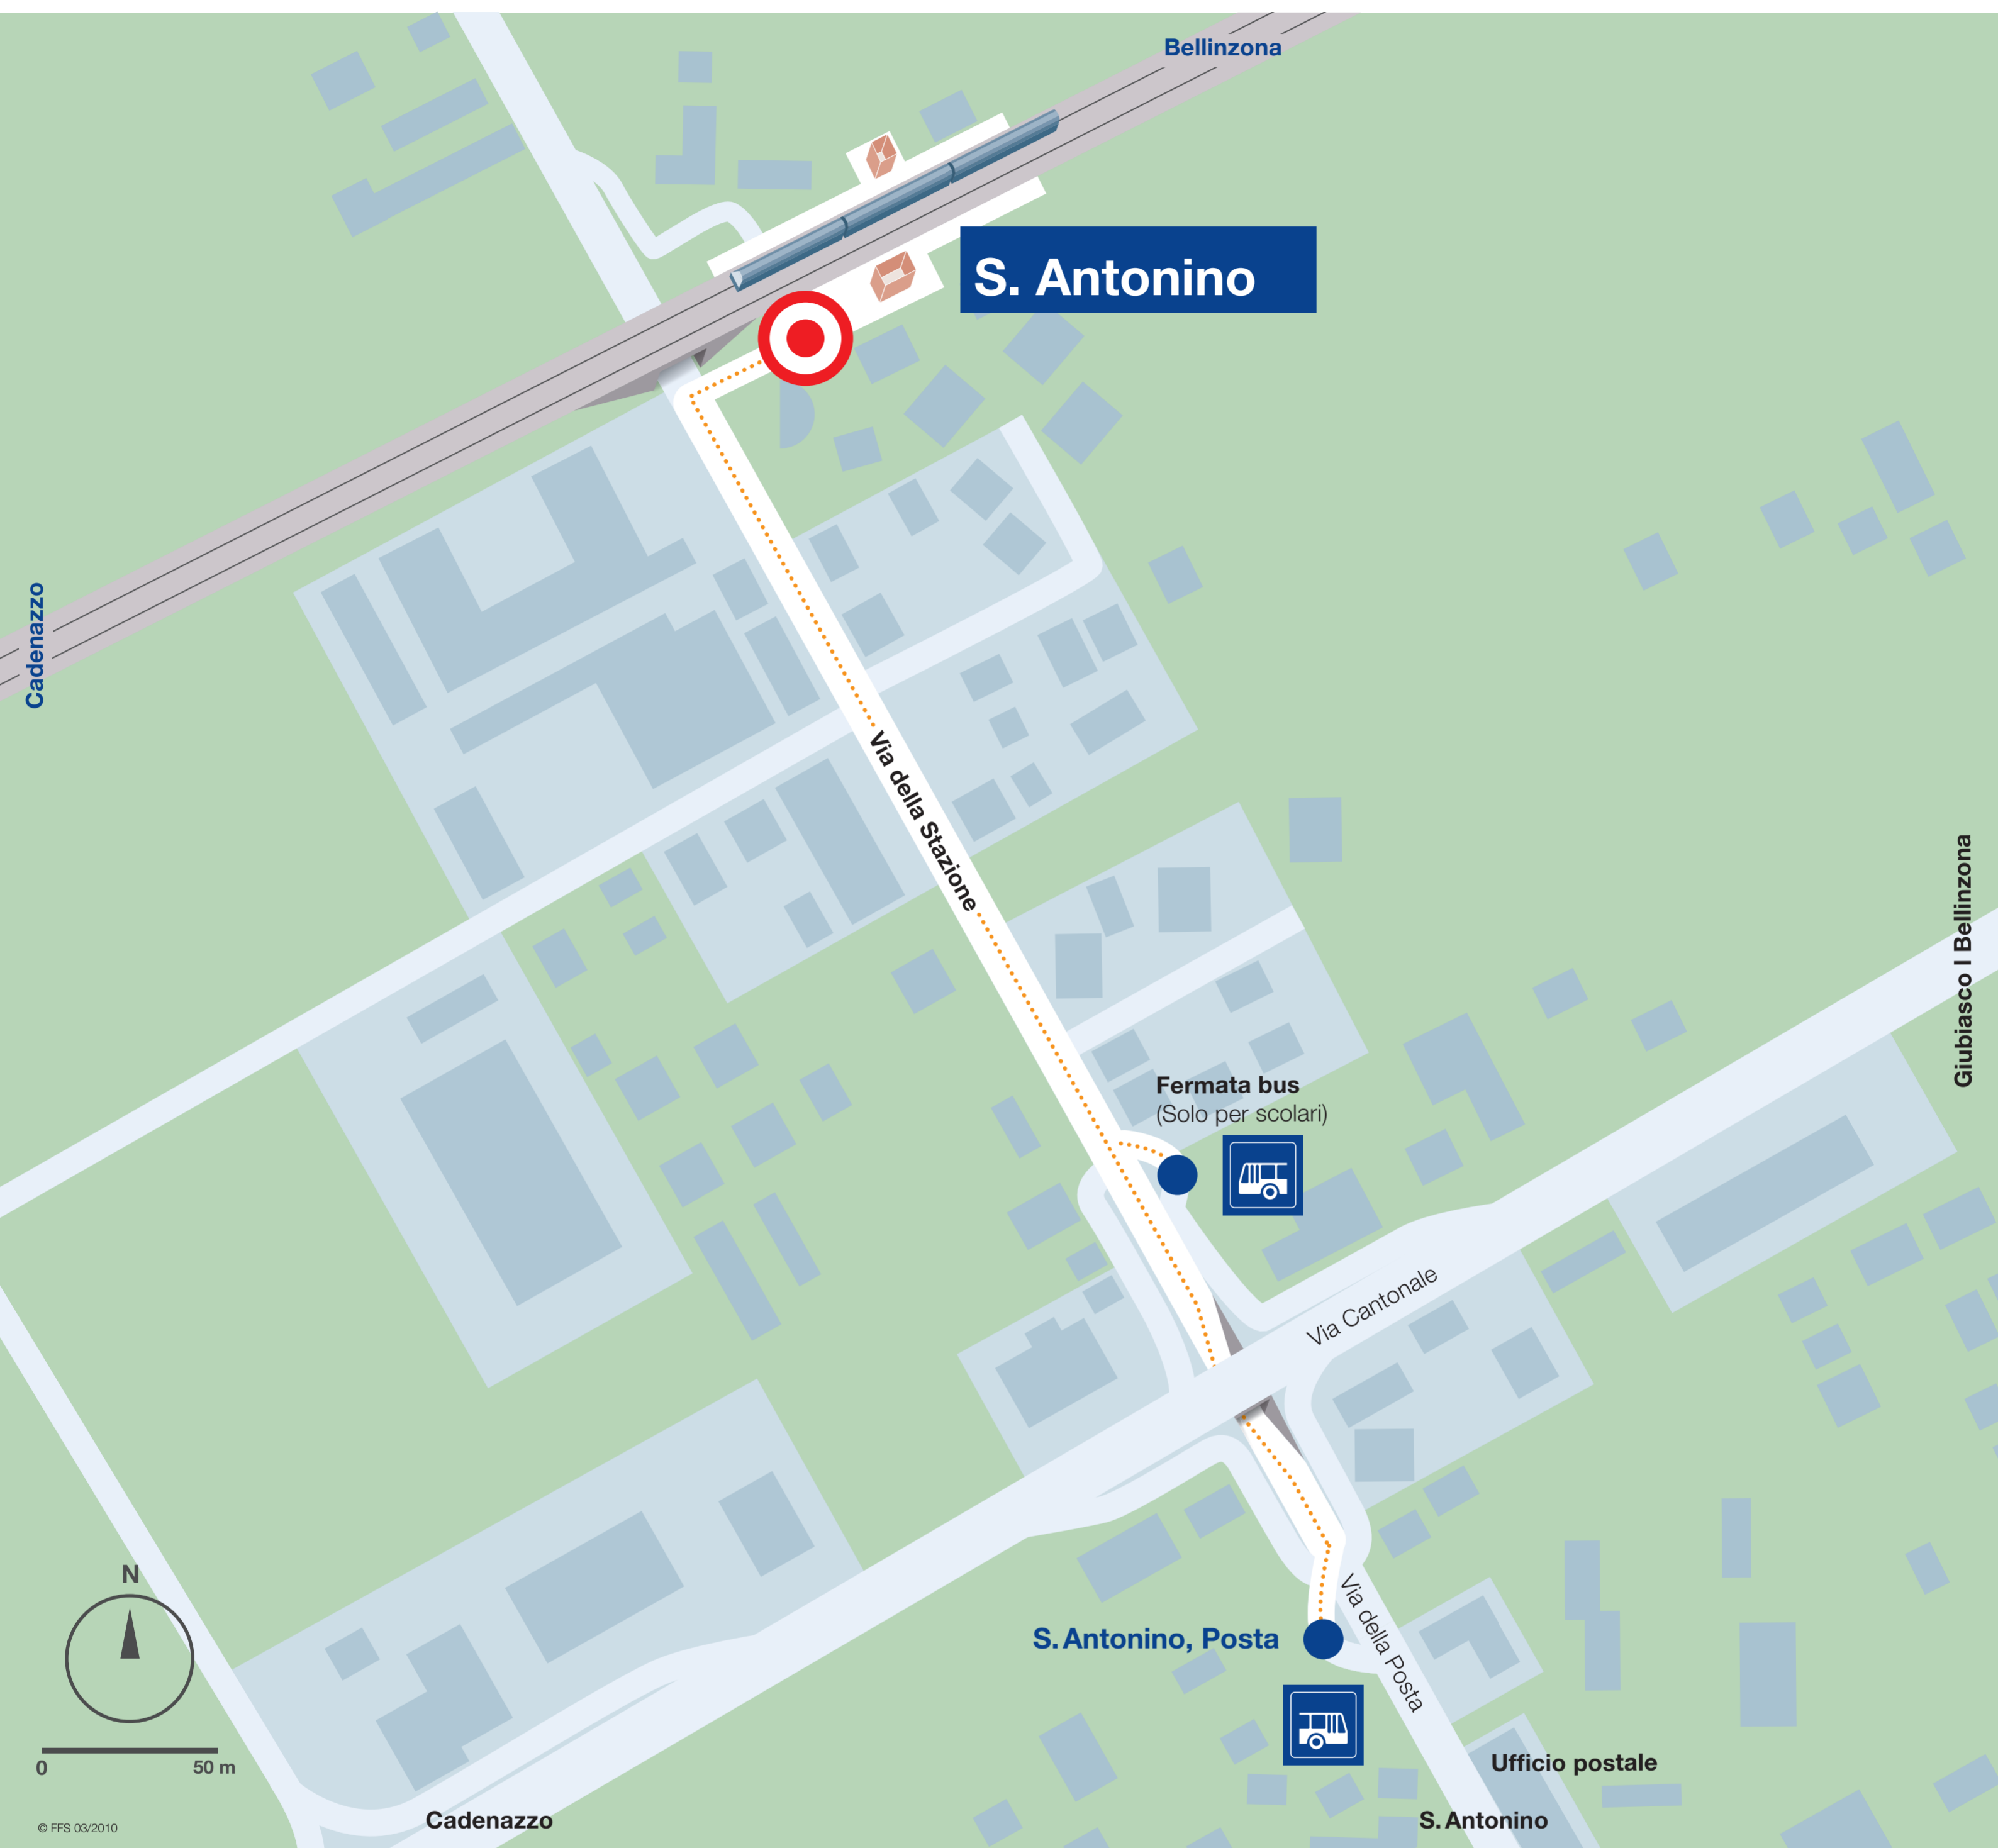 Bellinzona
S. Antonino
Cadenazzo
Via della Stazione
Giubiasco I Bellinzona
Fermata bus
(Solo per scolari)
Via Cantonale
N
S. Antonino, Posta
Via della Posta
0 50 m
Ufficio postale
Cadenazzo
S. Antonino
© FFS 03/2010